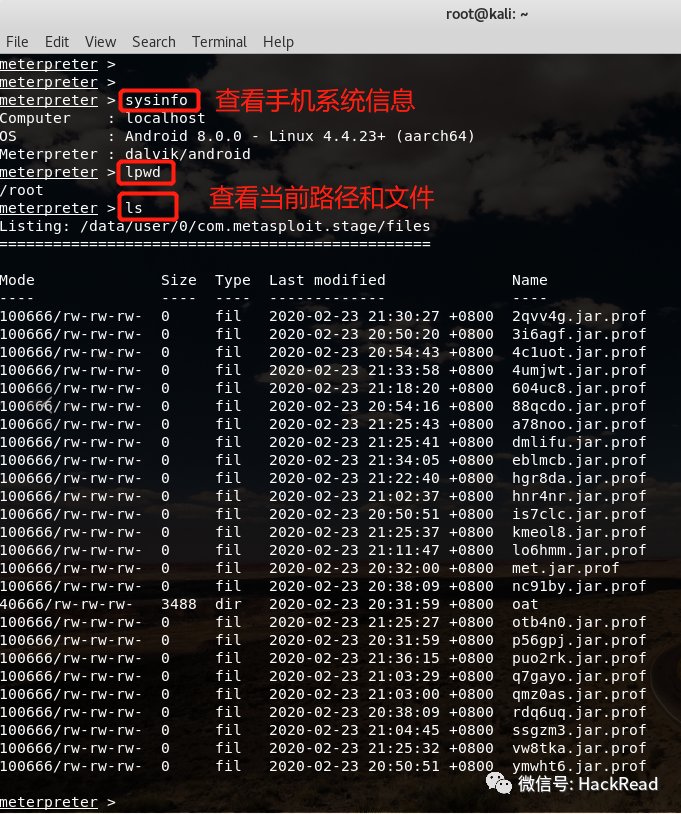 root@kali: ~
File Edit View Search Terminal Help
meterpreter >
meterpreter >
meterpreter > sysinfo 查看手机系统信息
Computer    : localhost
OS          : Android 8.0.0 - Linux 4.4.23+ (aarch64)
Meterpreter : dalvik/android
meterpreter > lpwd
/root
查看当前路径和文件
meterpreter > ls
Listing: /data/user/0/com.metasploit.stage/files
================================================
Mode              Size  Type  Last modified              Name
----              ----  ----  -------------              ----
100666/rw-rw-rw-  0     fil   2020-02-23 21:30:27 +0800  2qvv4g.jar.prof
100666/rw-rw-rw-  0     fil   2020-02-23 20:50:20 +0800  3i6agf.jar.prof
100666/rw-rw-rw-  0     fil   2020-02-23 20:54:43 +0800  4c1uot.jar.prof
100666/rw-rw-rw-  0     fil   2020-02-23 21:33:58 +0800  4umjwt.jar.prof
100666/rw-rw-rw-  0     fil   2020-02-23 21:18:20 +0800  604uc8.jar.prof
100666/rw-rw-rw-  0     fil   2020-02-23 20:54:16 +0800  88qcdo.jar.prof
100666/rw-rw-rw-  0     fil   2020-02-23 21:25:43 +0800  a78noo.jar.prof
100666/rw-rw-rw-  0     fil   2020-02-23 21:25:41 +0800  dmlifu.jar.prof
100666/rw-rw-rw-  0     fil   2020-02-23 21:34:05 +0800  eblmcb.jar.prof
100666/rw-rw-rw-  0     fil   2020-02-23 21:22:40 +0800  hgr8da.jar.prof
100666/rw-rw-rw-  0     fil   2020-02-23 21:02:37 +0800  hnr4nr.jar.prof
100666/rw-rw-rw-  0     fil   2020-02-23 20:50:51 +0800  is7clc.jar.prof
100666/rw-rw-rw-  0     fil   2020-02-23 21:25:37 +0800  kmeol8.jar.prof
100666/rw-rw-rw-  0     fil   2020-02-23 21:11:47 +0800  lo6hmm.jar.prof
100666/rw-rw-rw-  0     fil   2020-02-23 20:32:00 +0800  met.jar.prof
100666/rw-rw-rw-  0     fil   2020-02-23 20:38:09 +0800  nc91by.jar.prof
40666/rw-rw-rw-   3488  dir   2020-02-23 20:31:59 +0800  oat
100666/rw-rw-rw-  0     fil   2020-02-23 21:25:27 +0800  otb4n0.jar.prof
100666/rw-rw-rw-  0     fil   2020-02-23 20:31:59 +0800  p56gpj.jar.prof
100666/rw-rw-rw-  0     fil   2020-02-23 21:36:15 +0800  puo2rk.jar.prof
100666/rw-rw-rw-  0     fil   2020-02-23 21:03:29 +0800  q7gayo.jar.prof
100666/rw-rw-rw-  0     fil   2020-02-23 21:03:00 +0800  qmz0as.jar.prof
100666/rw-rw-rw-  0     fil   2020-02-23 20:38:09 +0800  rdq6uq.jar.prof
100666/rw-rw-rw-  0     fil   2020-02-23 21:04:45 +0800  ssgzm3.jar.prof
100666/rw-rw-rw-  0     fil   2020-02-23 21:25:32 +0800  vw8tka.jar.prof
100666/rw-rw-rw-  0     fil   2020-02-23 20:50:51 +0800  ymwht6.jar.prof
微信号: HackRead
meterpreter >